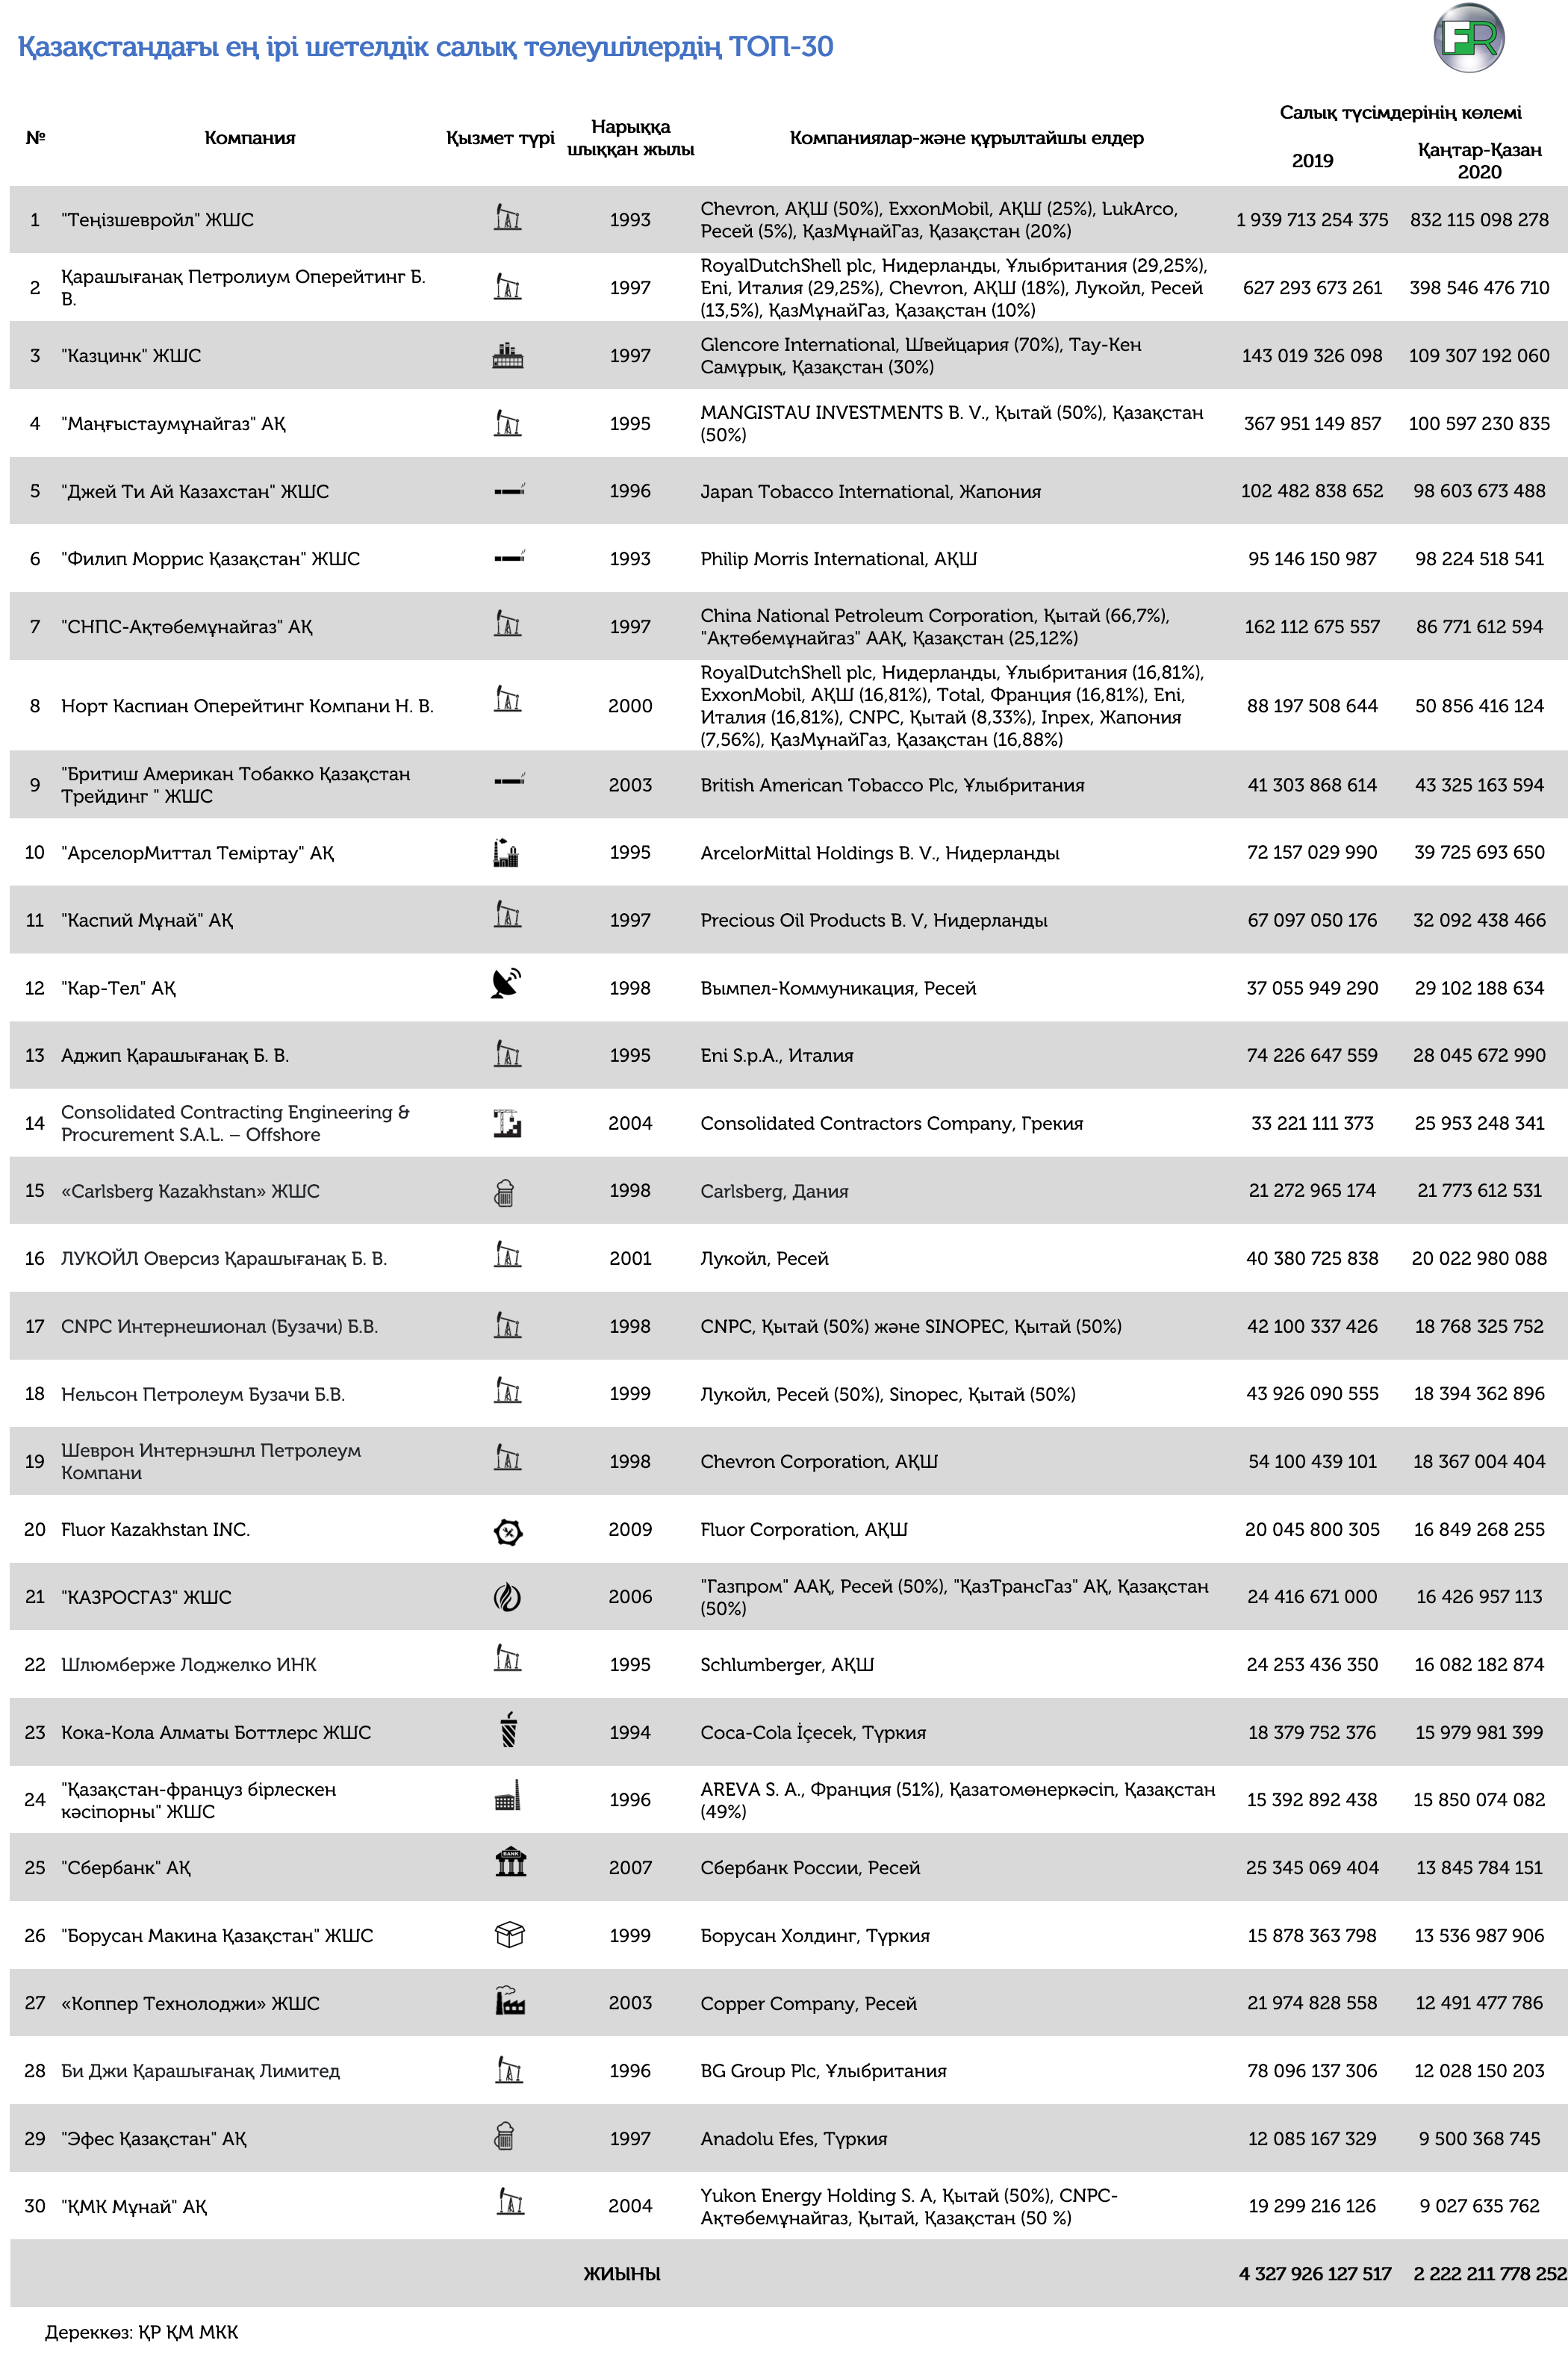 Қазақстандағы ең ірі шетелдік салық төлеушілердің ТОП-30
FR
№ Компания Қызмет түрі Нарыққа шыққан жылы Компаниялар-және құрылтайшы елдер Салық түсімдерінің көлемі
2019 Қаңтар-Қазан 2020
1 "Теңізшевройл" ЖШС 1993 Chevron, АҚШ (50%), ExxonMobil, АҚШ (25%), LukArco, 1 939 713 254 375 832 115 098 278
Ресей (5%), ҚазМұнайГаз, Қазақстан (20%)
2 Қарашығанақ Петролиум Оперейтинг Б. В. 1997 RoyalDutchShell plc, Нидерланды, Ұлыбритания (29,25%), 627 293 673 261 398 546 476 710
Eni, Италия (29,25%), Chevron, АҚШ (18%), Лукойл, Ресей
(13,5%), ҚазМұнайГаз, Қазақстан (10%)
3 "Казцинк" ЖШС 1997 Glencore International, Швейцария (70%), Тау-Кен 143 019 326 098 109 307 192 060
Самұрық, Қазақстан (30%)
4 "Маңғыстаумұнайгаз" АҚ 1995 MANGISTAU INVESTMENTS B. V., Қытай (50%), Қазақстан 367 951 149 857 100 597 230 835
(50%)
5 "Джей Ти Ай Казахстан" ЖШС 1996 Japan Tobacco International, Жапония 102 482 838 652 98 603 673 488
6 "Филип Моррис Қазақстан" ЖШС 1993 Philip Morris International, АҚШ 95 146 150 987 98 224 518 541
7 "СНПС-Ақтөбемұнайгаз" АҚ 1997 China National Petroleum Corporation, Қытай (66,7%), 162 112 675 557 86 771 612 594
"Ақтөбемұнайгаз" ААҚ, Қазақстан (25,12%)
8 Норт Каспиан Оперейтинг Компани Н. В. 2000 RoyalDutchShell plc, Нидерланды, Ұлыбритания (16,81%), 88 197 508 644 50 856 416 124
ExxonMobil, АҚШ (16,81%), Total, Франция (16,81%), Eni,
Италия (16,81%), CNPC, Қытай (8,33%), Inpex, Жапония
(7,56%), ҚазМұнайГаз, Қазақстан (16,88%)
9 "Бритиш Американ Тобакко Қазақстан Трейдинг " ЖШС 2003 British American Tobacco Plc, Ұлыбритания 41 303 868 614 43 325 163 594
10 "АрселорМиттал Теміртау" АҚ 1995 ArcelorMittal Holdings B. V., Нидерланды 72 157 029 990 39 725 693 650
11 "Каспий Мұнай" АҚ 1997 Precious Oil Products B. V, Нидерланды 67 097 050 176 32 092 438 466
12 "Кар-Тел" АҚ 1998 Вымпел-Коммуникация, Ресей 37 055 949 290 29 102 188 634
13 Аджип Қарашығанақ Б. В. 1995 Eni S.p.A., Италия 74 226 647 559 28 045 672 990
14 Consolidated Contracting Engineering & Procurement S.A.L. – Offshore 2004 Consolidated Contractors Company, Грекия 33 221 111 373 25 953 248 341
15 «Carlsberg Kazakhstan» ЖШС 1998 Carlsberg, Дания 21 272 965 174 21 773 612 531
16 ЛУКОЙЛ Оверсиз Қарашығанақ Б. В. 2001 Лукойл, Ресей 40 380 725 838 20 022 980 088
17 CNPC Интернешионал (Бузачи) Б.В. 1998 CNPC, Қытай (50%) және SINOPEC, Қытай (50%) 42 100 337 426 18 768 325 752
18 Нельсон Петролеум Бузачи Б.В. 1999 Лукойл, Ресей (50%), Sinopec, Қытай (50%) 43 926 090 555 18 394 362 896
19 Шеврон Интернэшнл Петролеум Компани 1998 Chevron Corporation, АҚШ 54 100 439 101 18 367 004 404
20 Fluor Kazakhstan INC. 2009 Fluor Corporation, АҚШ 20 045 800 305 16 849 268 255
21 "КАЗРОСГАЗ" ЖШС 2006 "Газпром" ААҚ, Ресей (50%), "ҚазТрансГаз" АҚ, Қазақстан 24 416 671 000 16 426 957 113
(50%)
22 Шлюмберже Лоджелко ИНК 1995 Schlumberger, АҚШ 24 253 436 350 16 082 182 874
23 Кока-Кола Алматы Боттлерс ЖШС 1994 Coca-Cola İçecek, Түркия 18 379 752 376 15 979 981 399
24 "Қазақстан-француз бірлескен кәсіпорны" ЖШС 1996 AREVA S. A., Франция (51%), Қазатомөнеркәсіп, Қазақстан 15 392 892 438 15 850 074 082
(49%)
25 "Сбербанк" АҚ BANK 2007 Сбербанк России, Ресей 25 345 069 404 13 845 784 151
26 "Борусан Макина Қазақстан" ЖШС 1999 Борусан Холдинг, Түркия 15 878 363 798 13 536 987 906
27 «Коппер Технолоджи» ЖШС 2003 Copper Company, Ресей 21 974 828 558 12 491 477 786
28 Би Джи Қарашығанақ Лимитед 1996 BG Group Plc, Ұлыбритания 78 096 137 306 12 028 150 203
29 "Эфес Қазақстан" АҚ 1997 Anadolu Efes, Түркия 12 085 167 329 9 500 368 745
30 "ҚМК Мұнай" АҚ 2004 Yukon Energy Holding S. A, Қытай (50%), CNPC- 19 299 216 126 9 027 635 762
Ақтөбемұнайгаз, Қытай, Қазақстан (50 %)
ЖИЫНЫ 4 327 926 127 517 2 222 211 778 252
Дереккөз: ҚР ҚМ МКК